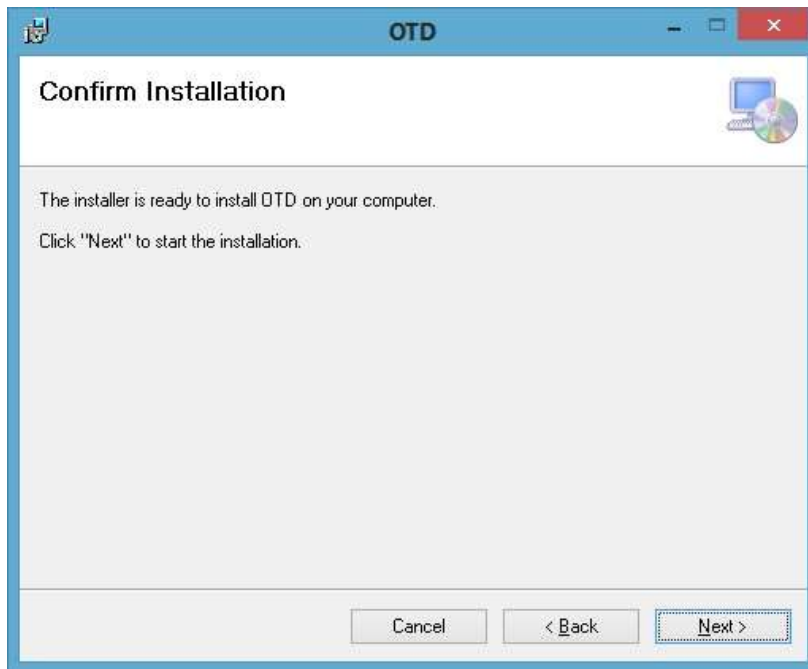 OTD
Confirm Installation
The installer is ready to install OTD on your computer.
Click "Next" to start the installation.
Cancel
< Back
Next >